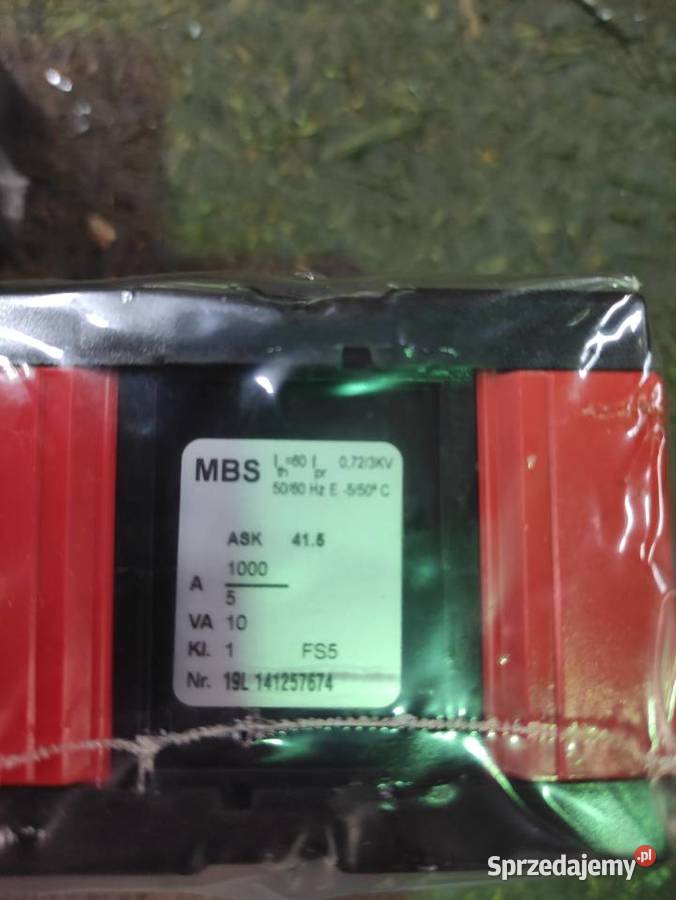 MBS Ith=60 Ipr 0,72/3KV
50/60 Hz E -5/50° C
ASK 41.5
A 1000
5
VA 10
Kl. 1 FS5
Nr. 19L 141257674
Sprzedajemy.pl